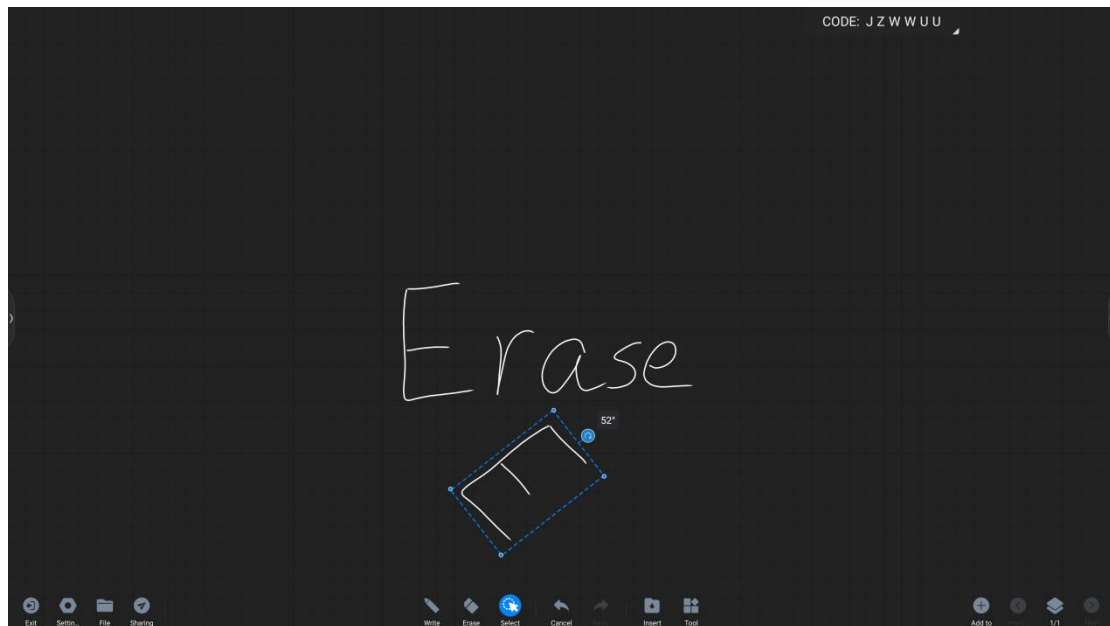 CODE: J Z W W U U
Erase
52°
E
Exit Settin... File Sharing Write Erase Select Cancel Insert Tool Add to 1/1